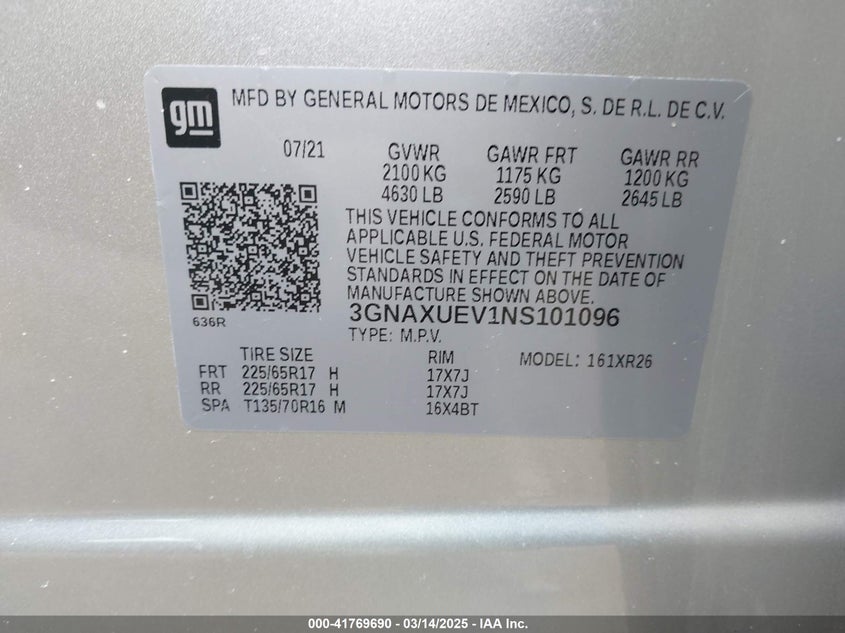 gm
MFD BY GENERAL MOTORS DE MEXICO, S. DE R.L. DE C.V.
07/21 GVWR GAWR FRT GAWR RR
2100 KG 1175 KG 1200 KG
4630 LB 2590 LB 2645 LB
THIS VEHICLE CONFORMS TO ALL
APPLICABLE U.S. FEDERAL MOTOR
VEHICLE SAFETY AND THEFT PREVENTION
STANDARDS IN EFFECT ON THE DATE OF
MANUFACTURE SHOWN ABOVE.
636R
3GNAXUEV1NS101096
TYPE: M.P.V.
TIRE SIZE RIM MODEL: 161XR26
FRT 225/65R17 H 17X7J
RR 225/65R17 H 17X7J
SPA T135/70R16 M 16X4BT
000-41769690 - 03/14/2025 - IAA Inc.